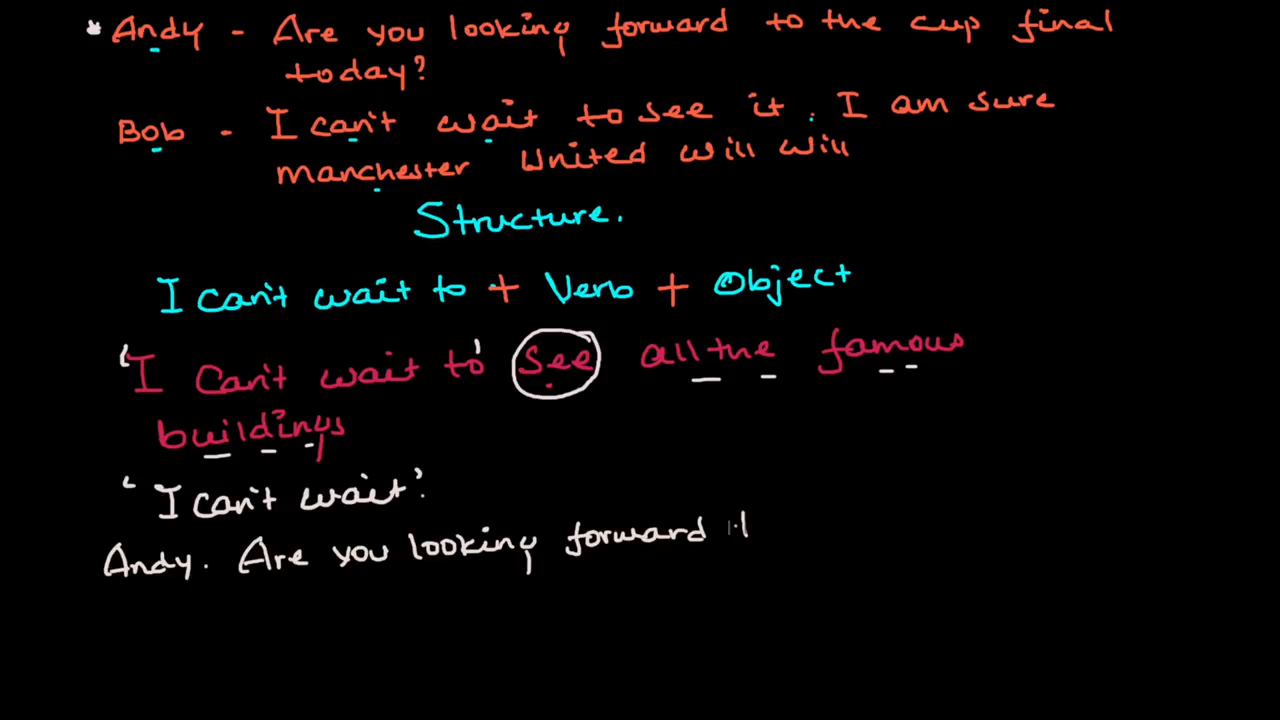 * Andy - Are you looking forward to the cup final
today?
Bob - I can't wait to see it. I am sure
manchester United will will
Structure.
I can't wait to + Verb + Object
'I Can't wait to' see all the famous
buildings
'I can't wait'.
Andy. Are you looking forward